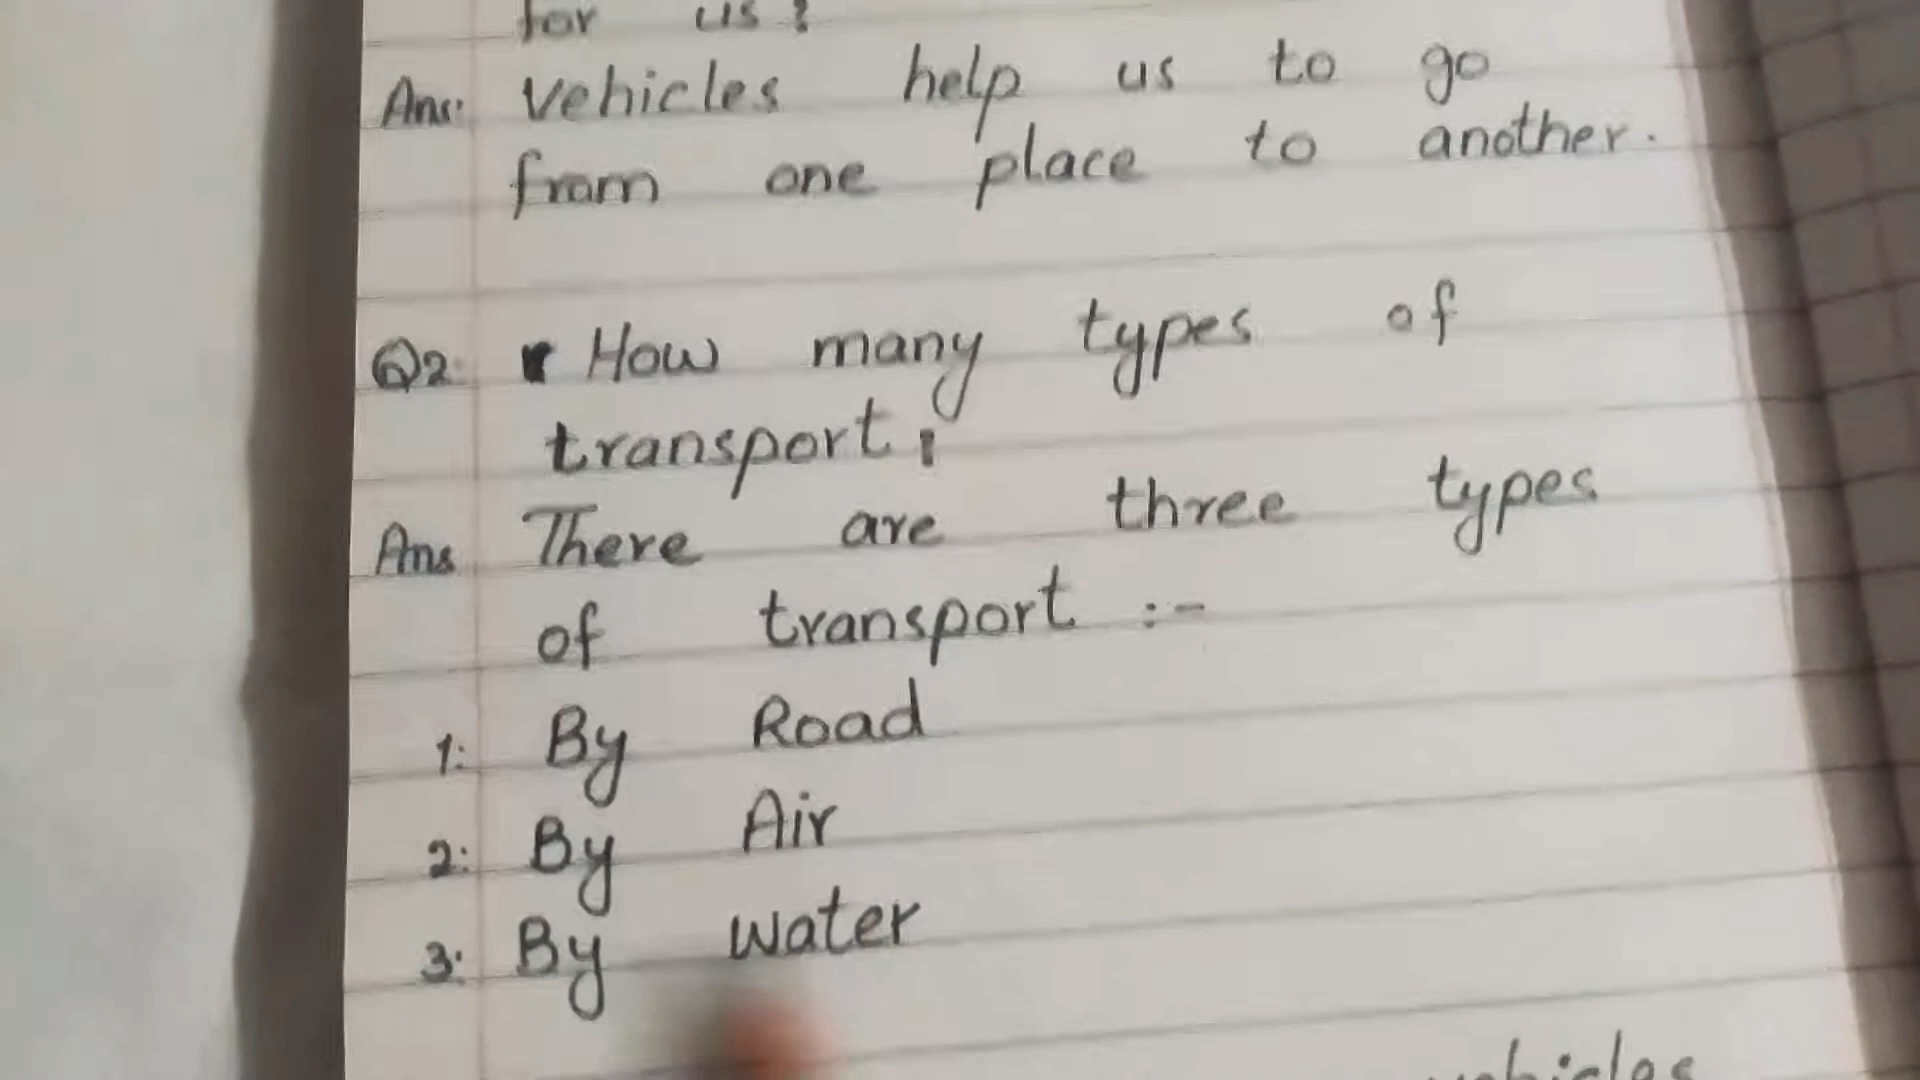 for us?
Ans: Vehicles help us to go
from one place to another.
Q2: How many types of
transport
Ans There are three types
of transport :-
1: By Road
2: By Air
3: By water
vehicles